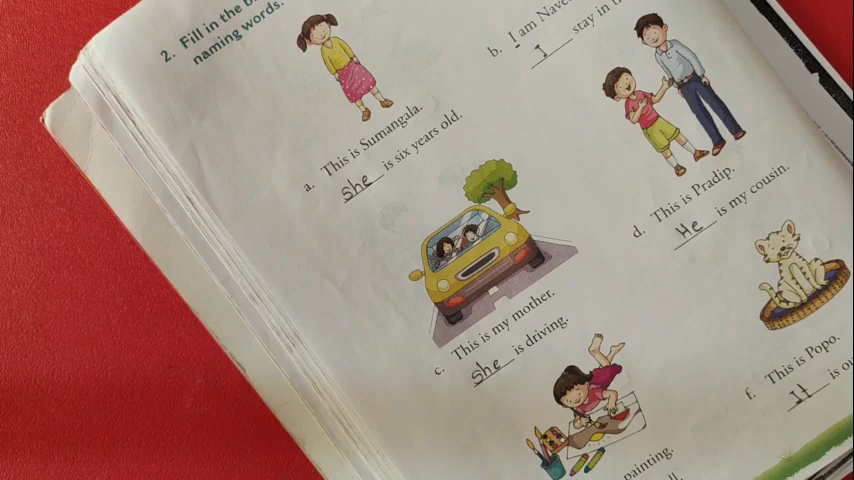 2. Fill in the
naming words.
a. This is Sumangala.
she is six years old.
b. I am
I stay in
c. This is my mother.
she is driving.
d. This is Pradip.
He is my cousin.
painting.
f. This is Popo.
It is